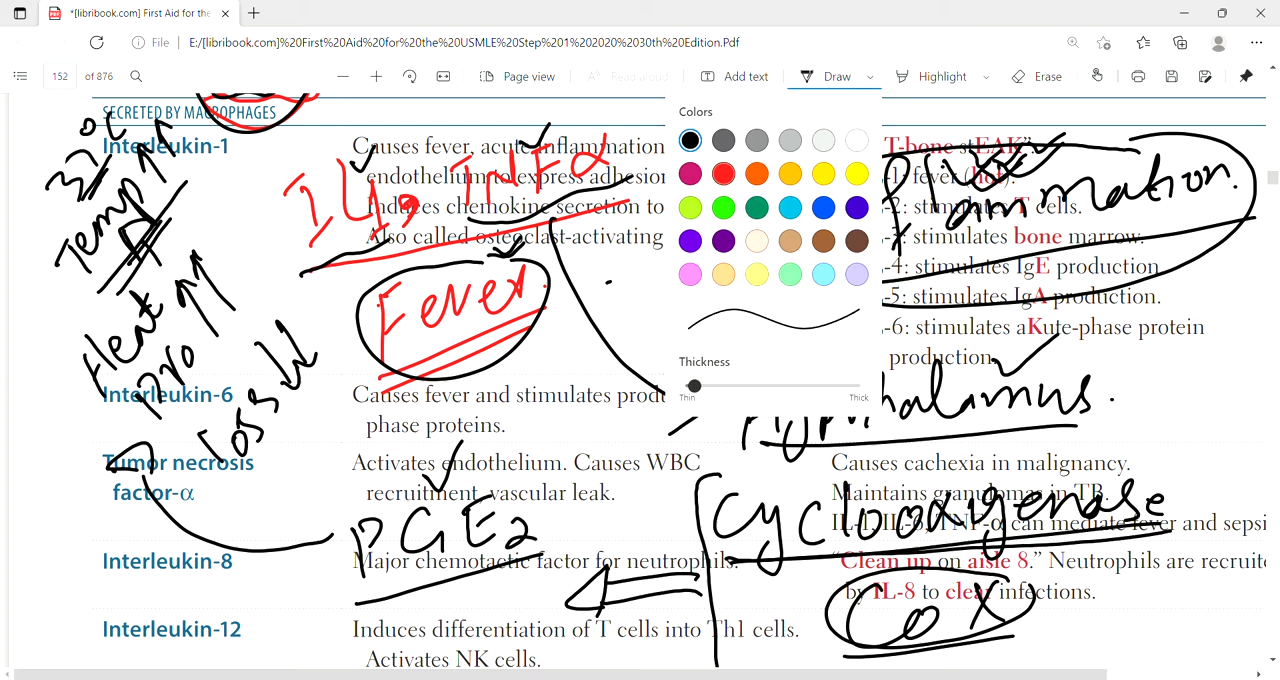 *[libribook.com] First Aid for the
File E:/[libribook.com]%20First%20Aid%20for%20the%20USMLE%20Step%201%202020%2030th%20Edition.Pdf
152 of 876 Page view Read aloud Add text Draw Highlight Erase
SECRETED BY MACROPHAGES
Interleukin-1
Causes fever, acute inflammation
endothelium to express adhesion
Induces chemokine secretion to
Also called osteoclast-activating
T-bone stEAK"
-1: fever (hot).
-2: stimulates T cells.
-3: stimulates bone marrow.
-4: stimulates IgE production.
-5: stimulates IgA production.
-6: stimulates aKute-phase protein
production.
Colors
Thickness
Thin Thick
Interleukin-6
Causes fever and stimulates produ
phase proteins.
Tumor necrosis
factor-α
Activates endothelium. Causes WBC
recruitment, vascular leak.
Causes cachexia in malignancy.
Maintains granulomas in TB.
IL-1, IL-6, TNF-α can mediate fever and sepsi
Interleukin-8
Major chemotactic factor for neutrophils.
"Clean up on aisle 8." Neutrophils are recruite
by IL-8 to clear infections.
Interleukin-12
Induces differentiation of T cells into Th1 cells.
Activates NK cells.
Temp
Heat
Pro
Loss
TNFα
Fever
PGE2
mmation.
halamus.
Cyclooxigenase
Cox